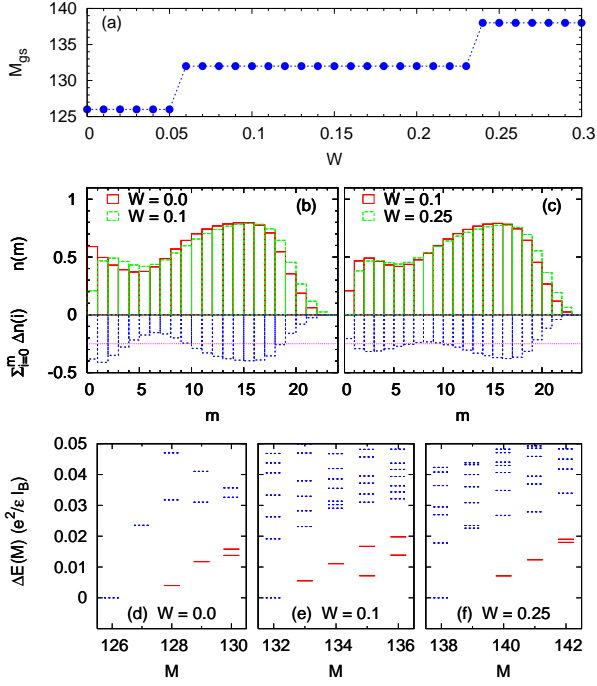 (a)
M_gs
140
135
130
125
0 0.05 0.1 0.15 0.2 0.25 0.3
W
(b)
W = 0.0
W = 0.1
(c)
W = 0.1
W = 0.25
n(m)
Σ^m_{i=0} Δn(i)
1
0.5
0
-0.5
0 5 10 15 20
0 5 10 15 20
m
m
ΔE(M) (e²/ε l_B)
0.05
0.04
0.03
0.02
0.01
0
(d) W = 0.0
(e) W = 0.1
(f) W = 0.25
126 128 130
132 133 134 135 136
138 140 142
M
M
M